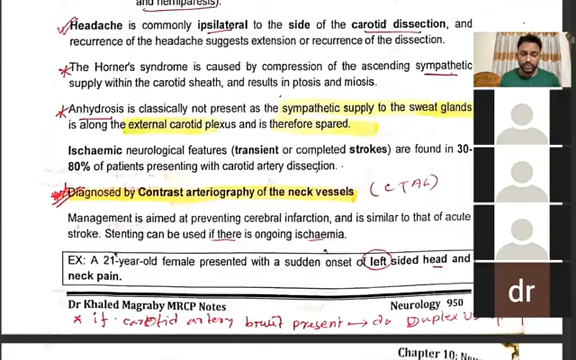 and hemiparesis).
Headache is commonly ipsilateral to the side of the carotid dissection, and
recurrence of the headache suggests extension or recurrence of the dissection.
The Horner's syndrome is caused by compression of the ascending sympathetic
supply within the carotid sheath, and results in ptosis and miosis.
Anhydrosis is classically not present as the sympathetic supply to the sweat glands
is along the external carotid plexus and is therefore spared.
Ischaemic neurological features (transient or completed strokes) are found in 30-
80% of patients presenting with carotid artery dissection.
Diagnosed by Contrast arteriography of the neck vessels (CTAG)
Management is aimed at preventing cerebral infarction, and is similar to that of acute
stroke. Stenting can be used if there is ongoing ischaemia.
EX: A 21-year-old female presented with a sudden onset of left sided head and
neck pain.
Dr Khaled Magraby MRCP Notes Neurology 950
* if carotid artery bruit present → do Duplex US
Chapter 10:
dr